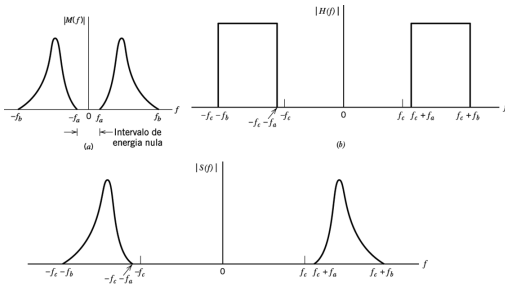 |M(f)|
–f_b –f_a 0 f_a f_b f
Intervalo de
energia nula
(a)
|H(f)|
–f_c – f_b –f_c – f_a –f_c 0 f_c f_c + f_a f_c + f_b f
(b)
|S(f)|
–f_c – f_b –f_c – f_a –f_c 0 f_c f_c + f_a f_c + f_b f